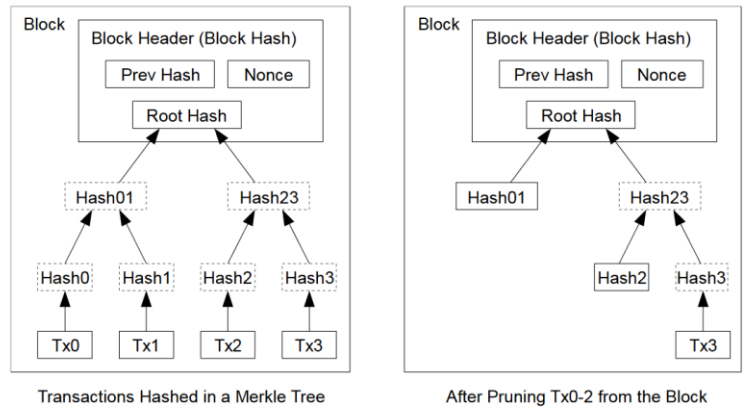 Block
Block Header (Block Hash)
Prev Hash Nonce
Root Hash
Hash01 Hash23
Hash0 Hash1 Hash2 Hash3
Tx0 Tx1 Tx2 Tx3
Transactions Hashed in a Merkle Tree
Block
Block Header (Block Hash)
Prev Hash Nonce
Root Hash
Hash01 Hash23
Hash2 Hash3
Tx3
After Pruning Tx0-2 from the Block